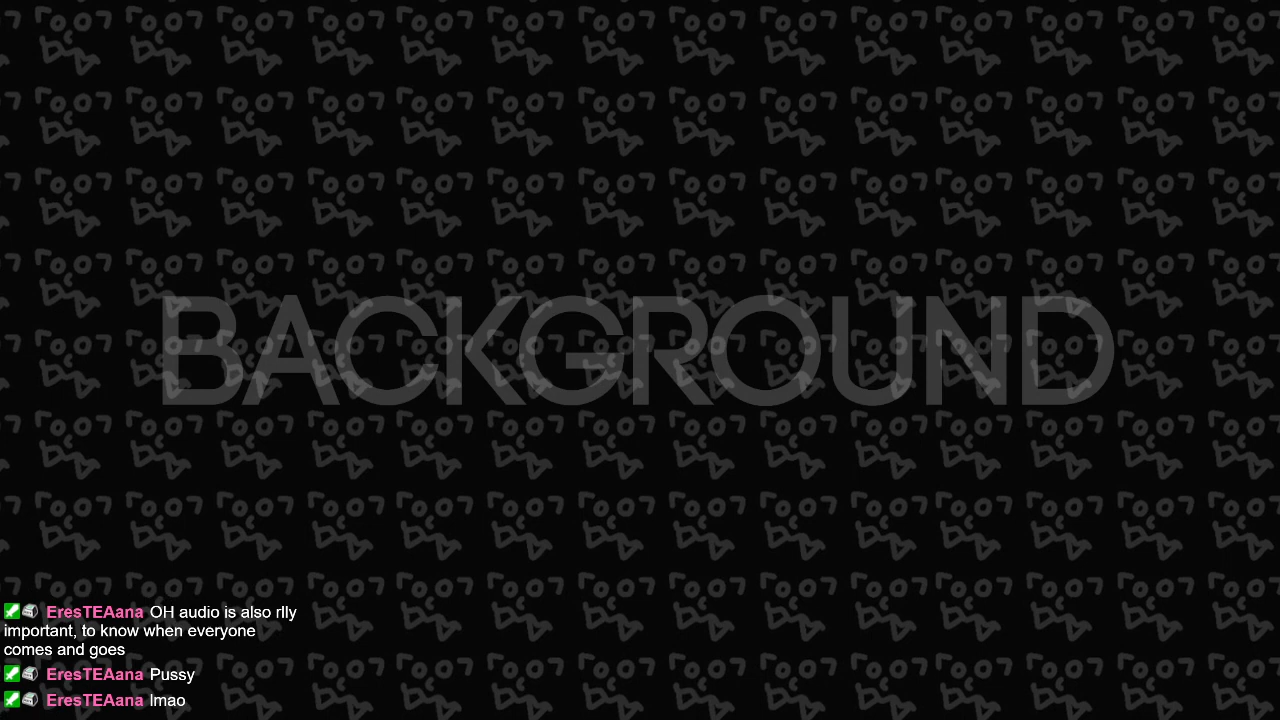 BACKGROUND
EresTEAana OH audio is also rlly
important, to know when everyone
comes and goes
EresTEAana Pussy
EresTEAana lmao